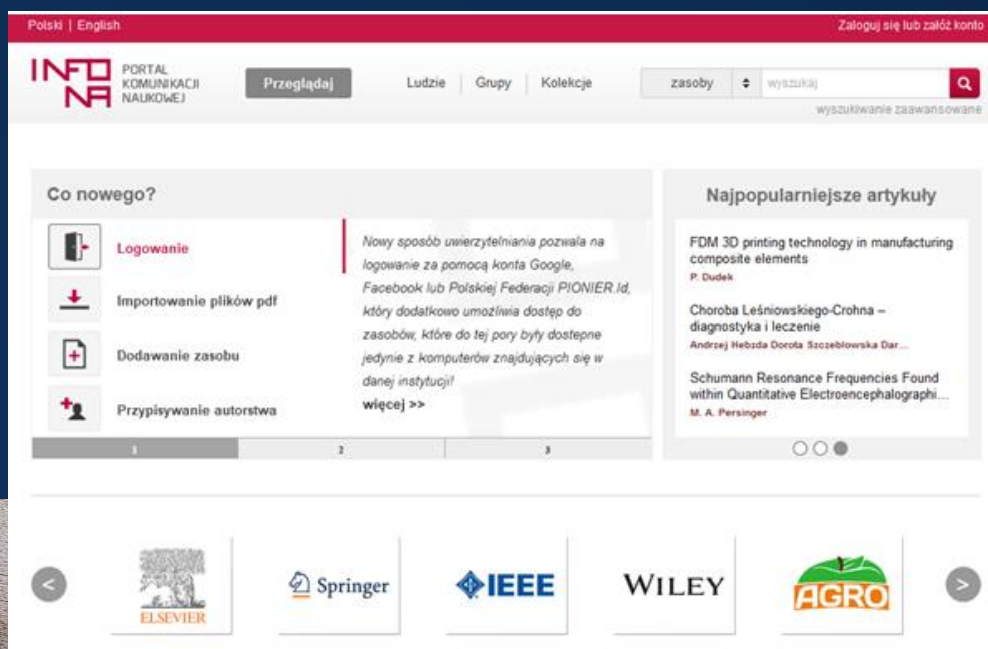 Polski | English
Zaloguj się lub załóż konto
INFO
NA
PORTAL
KOMUNIKACJI
NAUKOWEJ
Przeglądaj
Ludzie
Grupy
Kolekcje
zasoby
wyszukaj
wyszukiwanie zaawansowane
Co nowego?
Logowanie
Importowanie plików pdf
Dodawanie zasobu
Przypisywanie autorstwa
Nowy sposób uwierzytelniania pozwala na
logowanie za pomocą konta Google,
Facebook lub Polskiej Federacji PIONIER.Id,
który dodatkowo umożliwia dostęp do
zasobów, które do tej pory były dostępne
jedynie z komputerów znajdujących się w
danej instytucji!
więcej >>
1
2
3
Najpopularniejsze artykuły
FDM 3D printing technology in manufacturing
composite elements
P. Dudek
Choroba Leśniowskiego-Crohna –
diagnostyka i leczenie
Andrzej Hebzda Dorota Szczeblowska Dar...
Schumann Resonance Frequencies Found
within Quantitative Electroencephalographi...
M. A. Persinger
<
ELSEVIER
Springer
IEEE
WILEY
AGRO
>